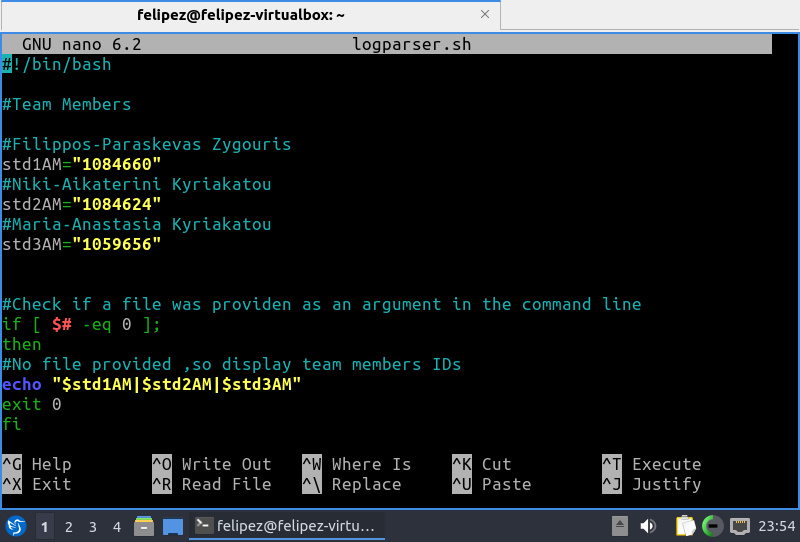 felipez@felipez-virtualbox: ~ ×
GNU nano 6.2 logparser.sh
#!/bin/bash
#Team Members
#Filippos-Paraskevas Zygouris
std1AM="1084660"
#Niki-Aikaterini Kyriakatou
std2AM="1084624"
#Maria-Anastasia Kyriakatou
std3AM="1059656"
#Check if a file was providen as an argument in the command line
if [ $# -eq 0 ];
then
#No file provided ,so display team members IDs
echo "$std1AM|$std2AM|$std3AM"
exit 0
fi
^G Help ^O Write Out ^W Where Is ^K Cut ^T Execute
^X Exit ^R Read File ^\ Replace ^U Paste ^J Justify
1 2 3 4 felipez@felipez-virtu... 23:54